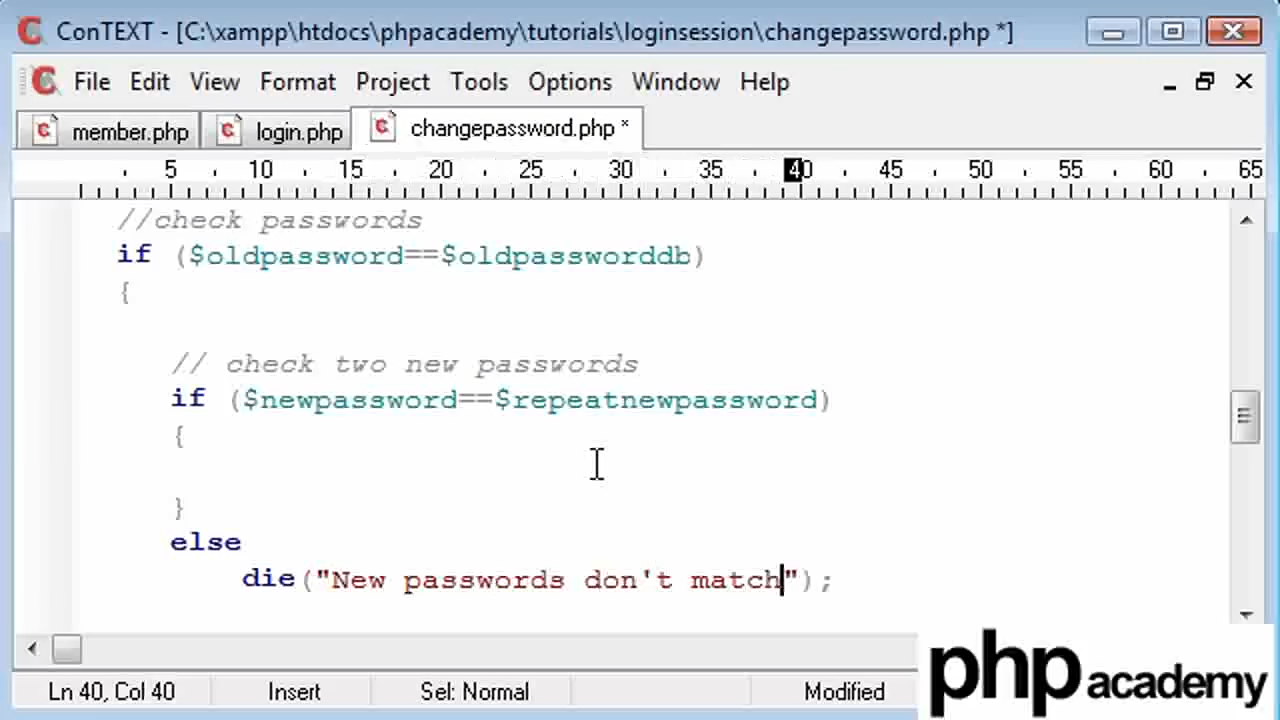 ConTEXT - [C:\xampp\htdocs\phpacademy\tutorials\loginsession\changepassword.php *]
File Edit View Format Project Tools Options Window Help
member.php login.php changepassword.php *
5 10 15 20 25 30 35 40 45 50 55 60 65
//check passwords
if ($oldpassword==$oldpassworddb)
{
// check two new passwords
if ($newpassword==$repeatnewpassword)
{
}
else
die("New passwords don't match");
Ln 40, Col 40 Insert Sel: Normal Modified
php academy